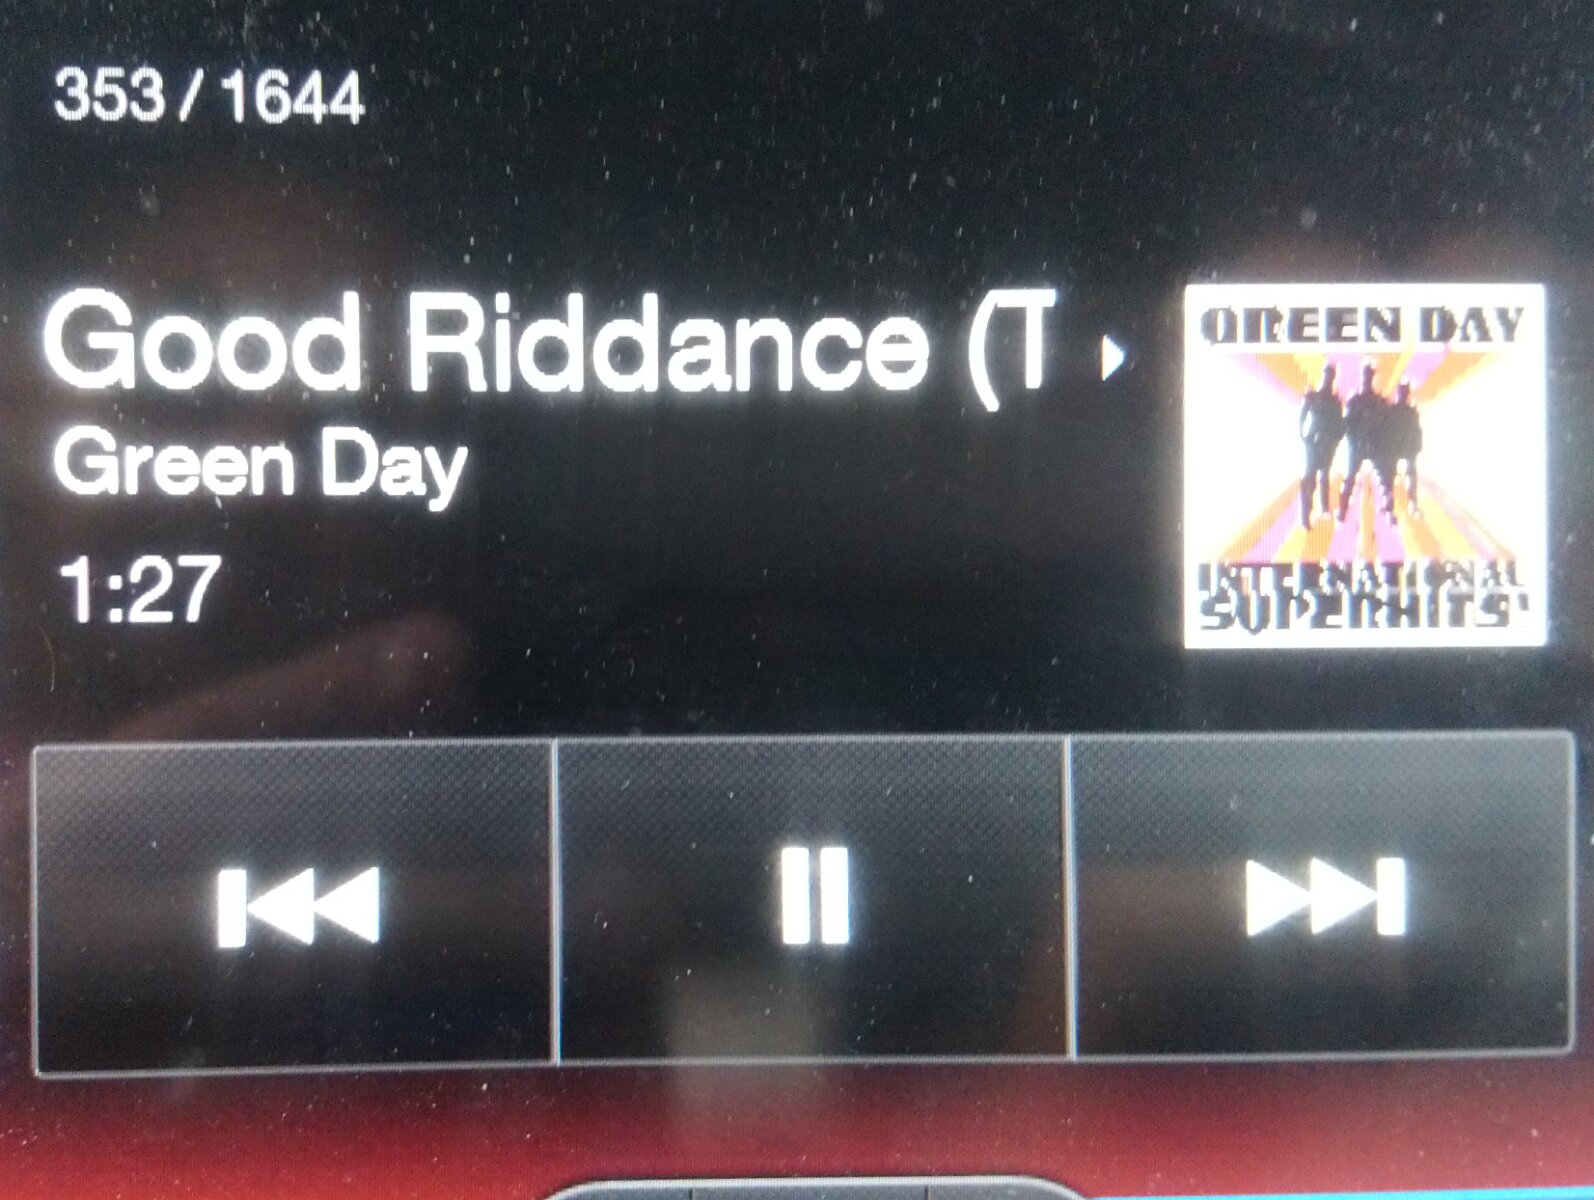 353 / 1644
Good Riddance (T
Green Day
1:27
GREEN DAY
INTERNATIONAL
SUPERHITS!